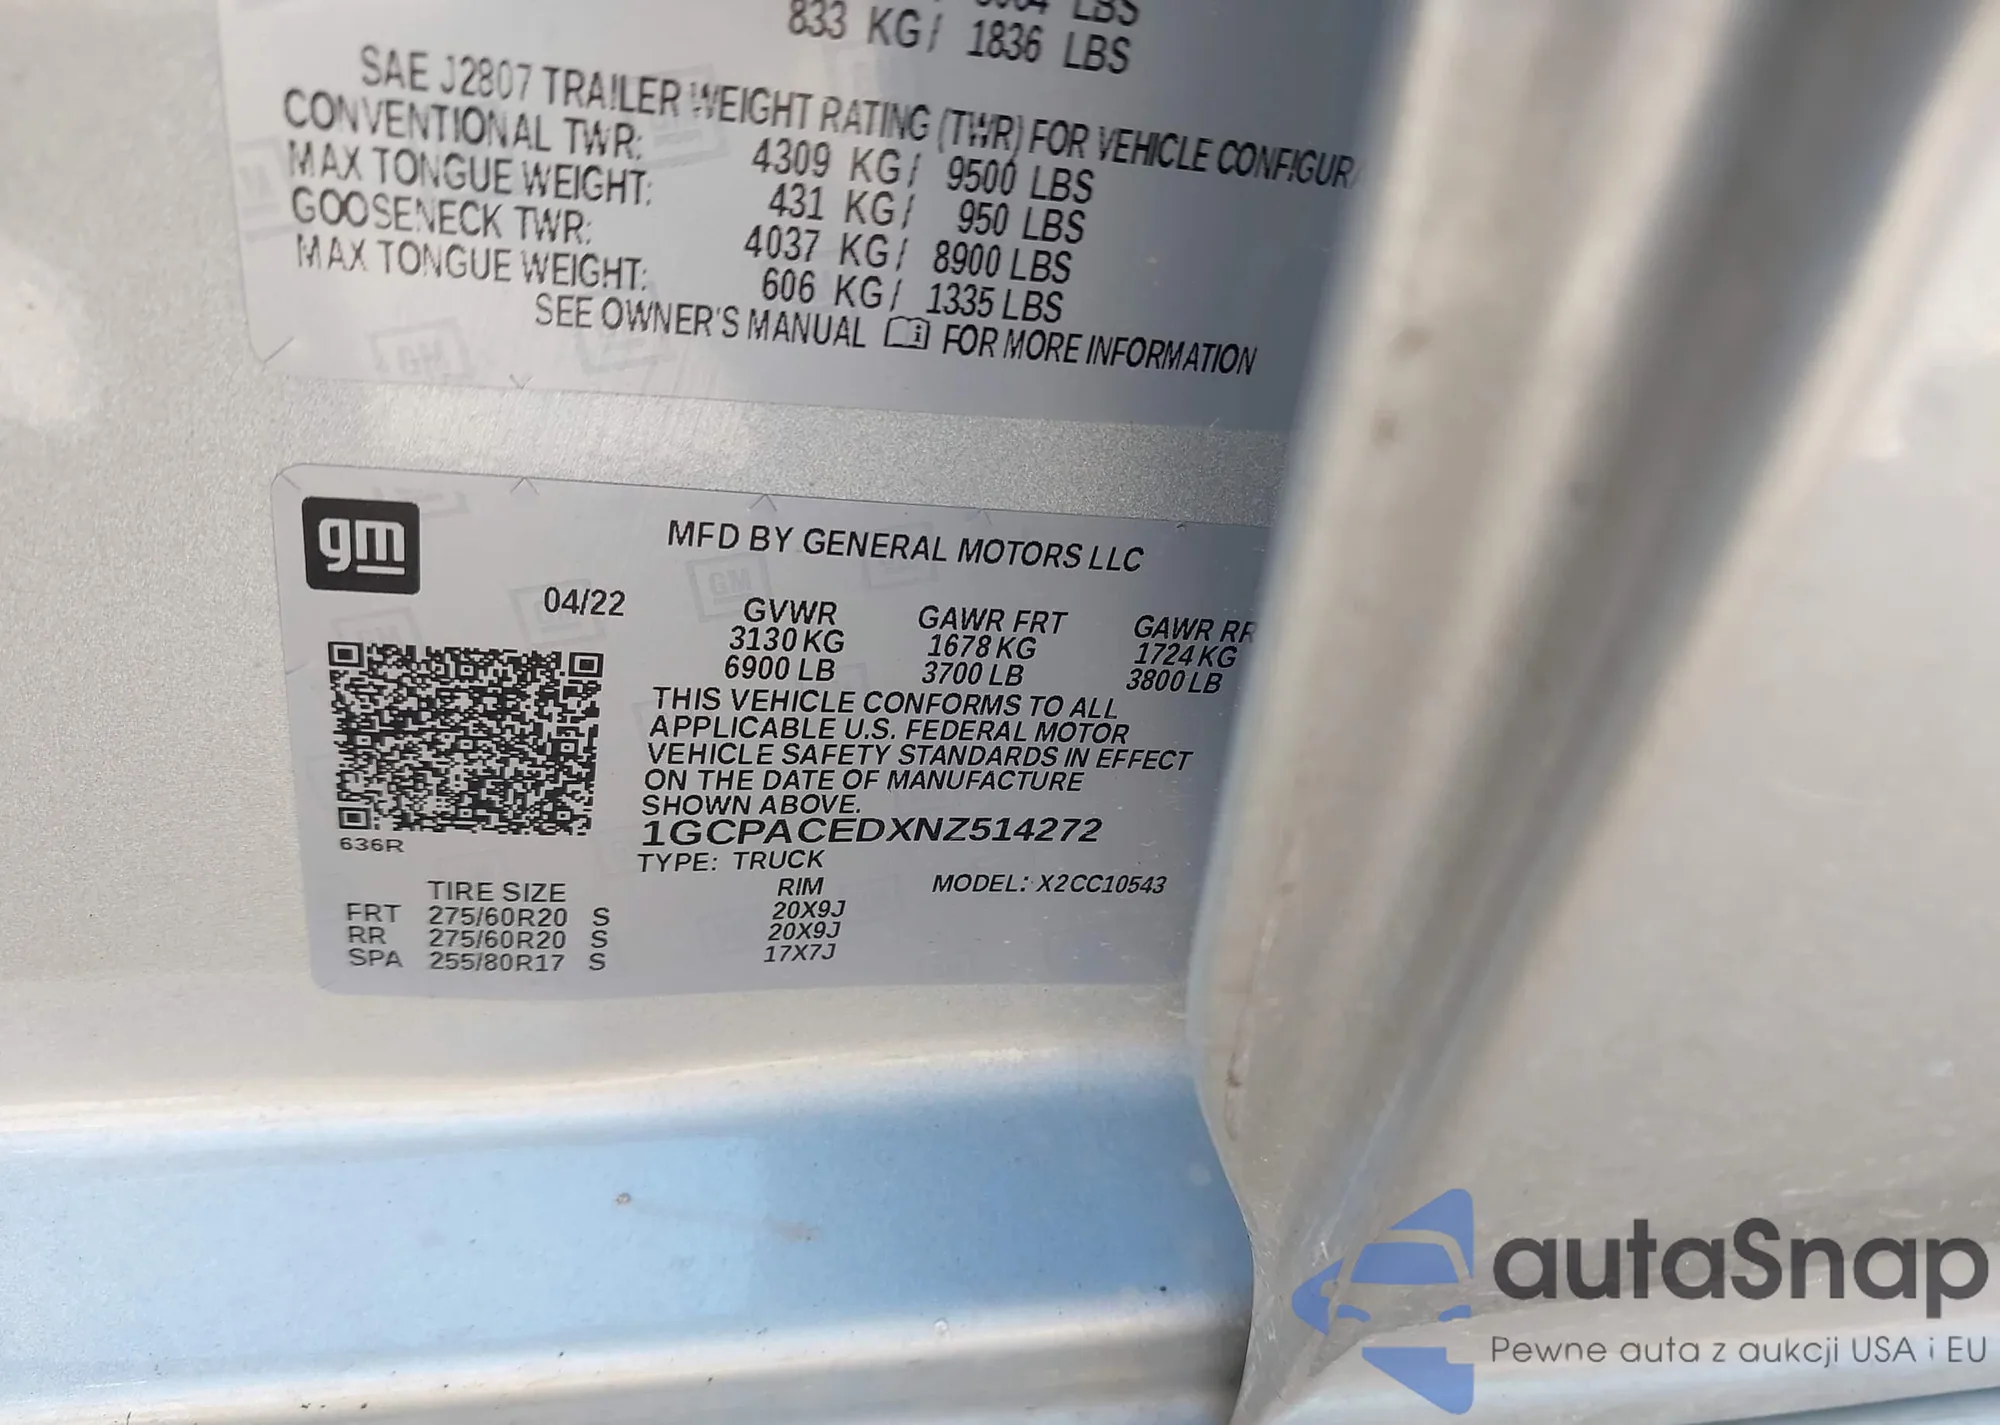 LBS
833 KG/ 1836 LBS
SAE J2807 TRAILER WEIGHT RATING (TWR) FOR VEHICLE
CONVENTIONAL TWR: 4309 KG/ 9500 LBS
MAX TONGUE WEIGHT: 431 KG/ 950 LBS
GOOSENECK TWR: 4037 KG/ 8900 LBS
MAX TONGUE WEIGHT: 606 KG/ 1335 LBS
SEE OWNER'S MANUAL FOR MORE INFORMATION
gm
MFD BY GENERAL MOTORS LLC
04/22
GVWR GAWR FRT GAWR RR
3130 KG 1678 KG 1724 KG
6900 LB 3700 LB 3800 LB
THIS VEHICLE CONFORMS TO ALL
APPLICABLE U.S. FEDERAL MOTOR
VEHICLE SAFETY STANDARDS IN EFFECT
ON THE DATE OF MANUFACTURE
SHOWN ABOVE.
1GCPACEDXNZ514272
636R
TYPE: TRUCK
MODEL: X2CC10543
TIRE SIZE RIM
FRT 275/60R20 S 20X9J
RR 275/60R20 S 20X9J
SPA 255/80R17 S 17X7J
autaSnap
Pewne auta z aukcji USA i EU